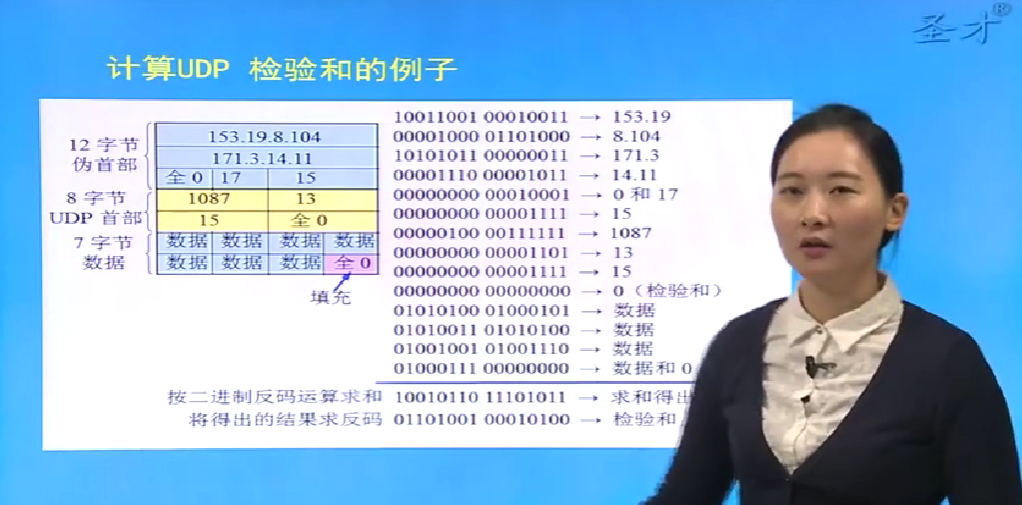 圣才®
计算UDP 检验和的例子
12 字节
伪首部
153.19.8.104
171.3.14.11
全 0 17 15
8 字节
UDP 首部
1087 13
15 全 0
7 字节
数据
数据 数据 数据 数据
数据 数据 数据 全 0
填充
10011001 00010011 → 153.19
00001000 01101000 → 8.104
10101011 00000011 → 171.3
00001110 00001011 → 14.11
00000000 00010001 → 0 和 17
00000000 00001111 → 15
00000100 00111111 → 1087
00000000 00001101 → 13
00000000 00001111 → 15
00000000 00000000 → 0（检验和）
01010100 01000101 → 数据
01010011 01010100 → 数据
01001001 01001110 → 数据
01000111 00000000 → 数据和 0
按二进制反码运算求和 10010110 11101011 → 求和得出
将得出的结果求反码 01101001 00010100 → 检验和